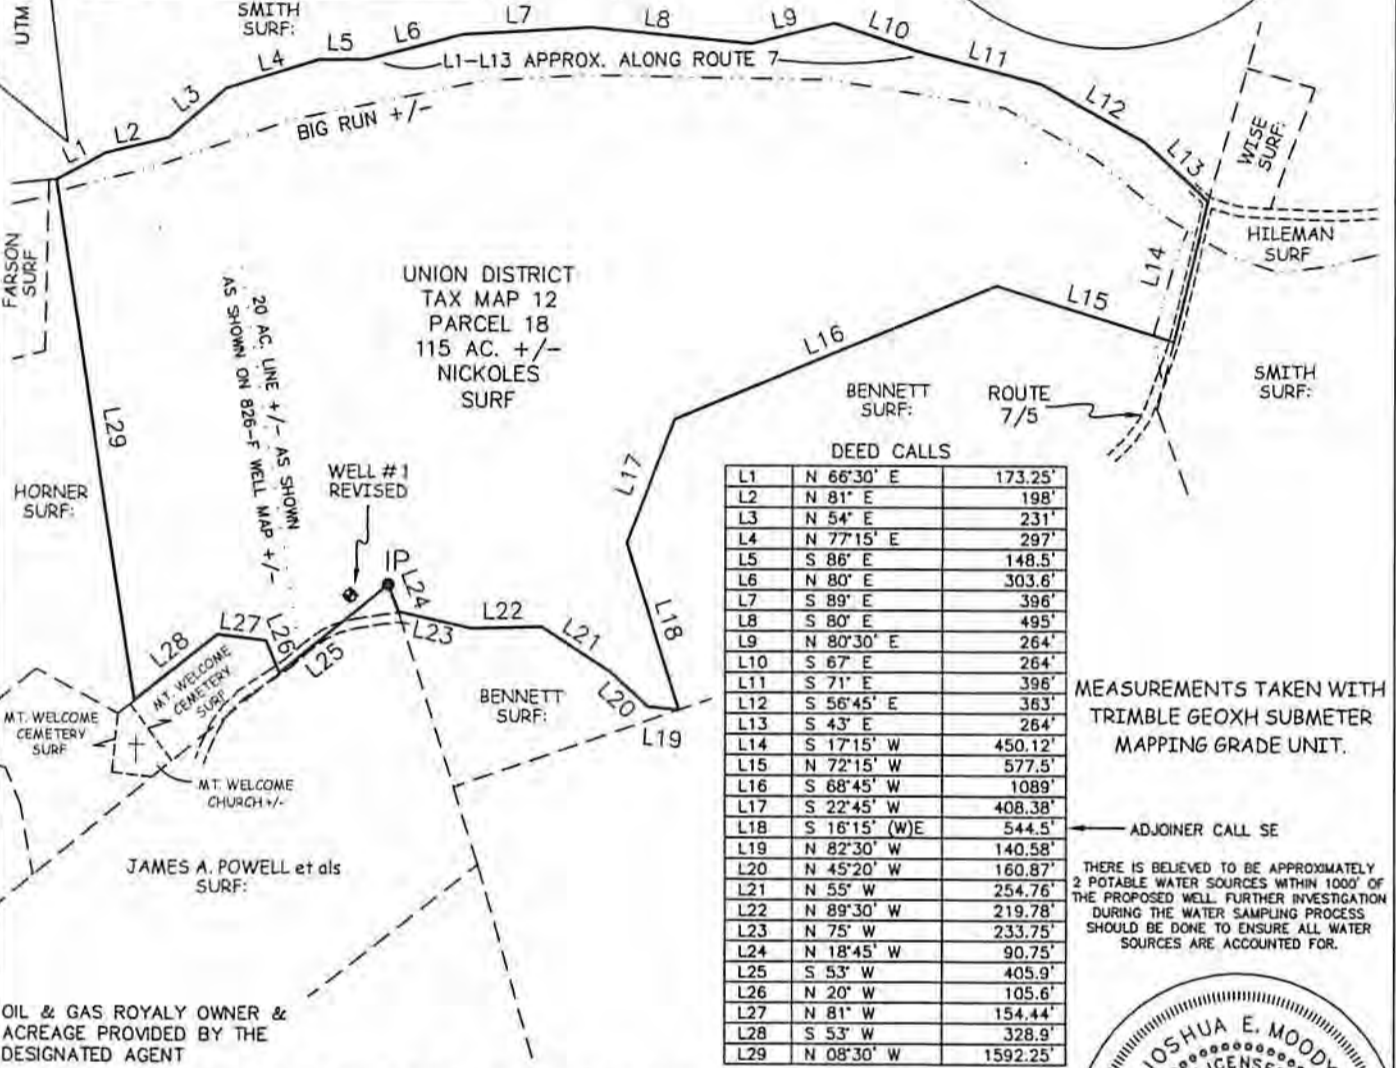 UTM
SMITH
SURF:
L1
L2
L3
L4
L5
L6
L7
L8
L9
L10
L11
L12
L13
L1-L13 APPROX. ALONG ROUTE 7
BIG RUN +/-
WISE
SURF:
HILEMAN
SURF
FARSON
SURF
UNION DISTRICT
TAX MAP 12
PARCEL 18
115 AC. +/-
NICKOLES
SURF
20 AC. LINE +/- AS SHOWN
AS SHOWN ON 826-F WELL MAP +/-
L14
L15
L16
BENNETT
SURF:
ROUTE
7/5
SMITH
SURF:
L29
L17
HORNER
SURF:
WELL #1
REVISED
IP
L24
L22
L23
L21
L18
L27
L26
L28
L25
L20
L19
BENNETT
SURF:
MT. WELCOME
CEMETERY
SURF
MT. WELCOME
CEMETERY
SURF
MT. WELCOME
CHURCH +/-
JAMES A. POWELL et als
SURF:
DEED CALLS
L1 N 66°30' E 173.25'
L2 N 81° E 198'
L3 N 54° E 231'
L4 N 77°15' E 297'
L5 S 86° E 148.5'
L6 N 80° E 303.6'
L7 S 89° E 396'
L8 S 80° E 495'
L9 N 80°30' E 264'
L10 S 67° E 264'
L11 S 71° E 396'
L12 S 56°45' E 363'
L13 S 43° E 264'
L14 S 17°15' W 450.12'
L15 N 72°15' W 577.5'
L16 S 68°45' W 1089'
L17 S 22°45' W 408.38'
L18 S 16°15' (W)E 544.5'
L19 N 82°30' W 140.58'
L20 N 45°20' W 160.87'
L21 N 55° W 254.76'
L22 N 89°30' W 219.78'
L23 N 75° W 233.75'
L24 N 18°45' W 90.75'
L25 S 53° W 405.9'
L26 N 20° W 105.6'
L27 N 81° W 154.44'
L28 S 53° W 328.9'
L29 N 08°30' W 1592.25'
MEASUREMENTS TAKEN WITH
TRIMBLE GEOXH SUBMETER
MAPPING GRADE UNIT.
ADJOINER CALL SE
THERE IS BELIEVED TO BE APPROXIMATELY
2 POTABLE WATER SOURCES WITHIN 1000' OF
THE PROPOSED WELL. FURTHER INVESTIGATION
DURING THE WATER SAMPLING PROCESS
SHOULD BE DONE TO ENSURE ALL WATER
SOURCES ARE ACCOUNTED FOR.
OIL & GAS ROYALY OWNER &
ACREAGE PROVIDED BY THE
DESIGNATED AGENT
JOSHUA E. MOODY